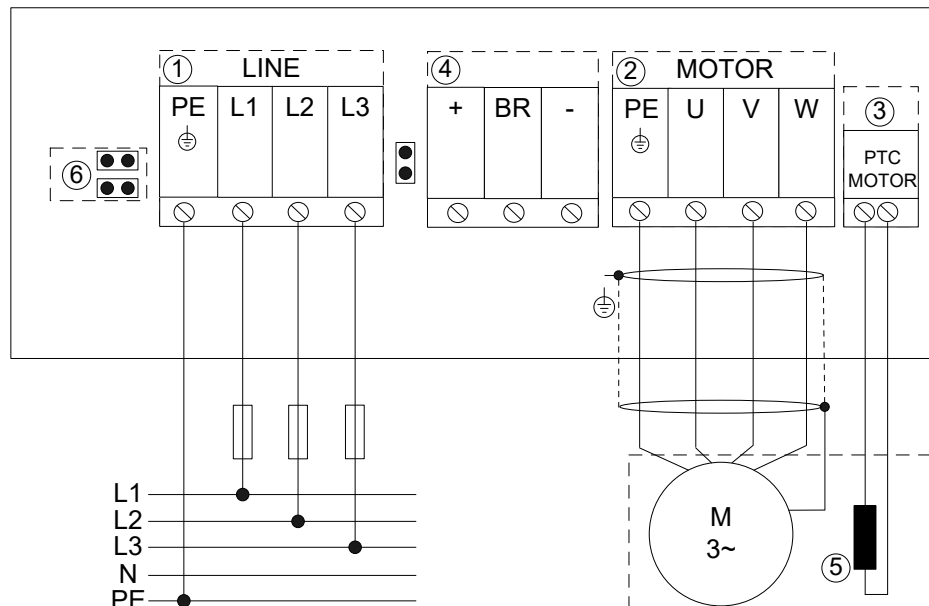 ① LINE
PE L1 L2 L3
④
+ BR -
② MOTOR
PE U V W
③
PTC
MOTOR
⑥
L1
L2
L3
N
PE
M
3~
⑤